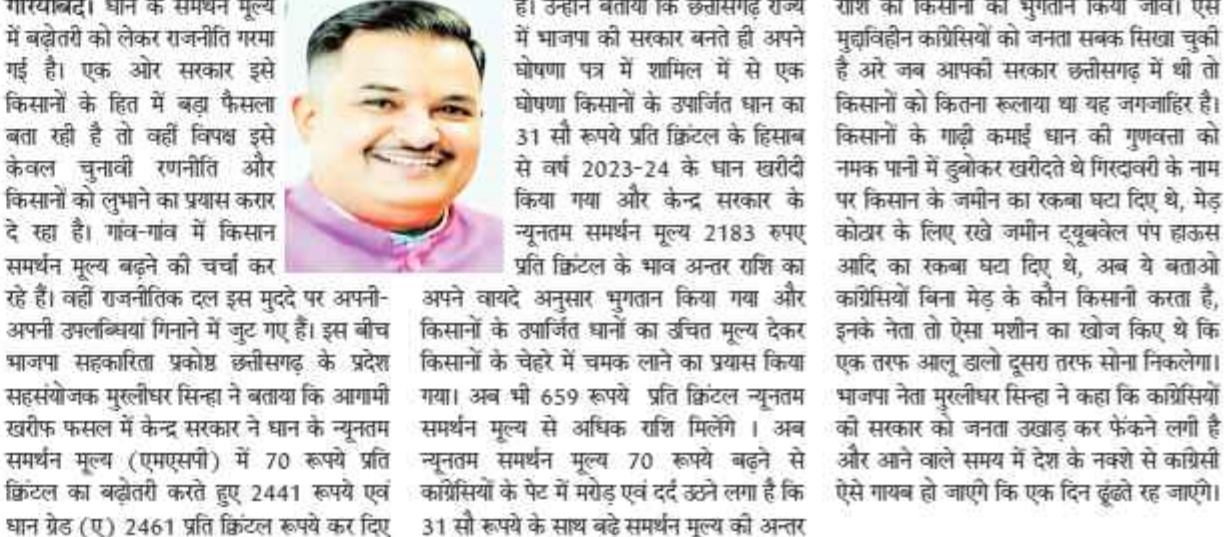 गरियाबंद। धान के समर्थन मूल्य
में बढ़ोतरी को लेकर राजनीति गरमा
गई है। एक ओर सरकार इसे
किसानों के हित में बड़ा फैसला
बता रही है तो वहीं विपक्ष इसे
केवल चुनावी रणनीति और
किसानों को लुभाने का प्रयास करार
दे रहा है। गांव-गांव में किसान
समर्थन मूल्य बढ़ने की चर्चा कर
रहे हैं। वहीं राजनीतिक दल इस मुददे पर अपनी-
अपनी उपलब्धियां गिनाने में जुट गए हैं। इस बीच
भाजपा सहकारिता प्रकोष्ठ छत्तीसगढ़ के प्रदेश
सहसंयोजक मुरलीधर सिन्हा ने बताया कि आगामी
खरीफ फसल में केन्द्र सरकार ने धान के न्यूनतम
समर्थन मूल्य (एमएसपी) में 70 रूपये प्रति
क्विंटल का बढ़ोतरी करते हुए 2441 रूपये एवं
धान ग्रेड (ए) 2461 प्रति क्विंटल रूपये कर दिए
है। उन्होंने बताया कि छत्तीसगढ़ राज्य
में भाजपा की सरकार बनते ही अपने
घोषणा पत्र में शामिल में से एक
घोषणा किसानों के उपार्जित धान का
31 सौ रूपये प्रति क्विंटल के हिसाब
से वर्ष 2023-24 के धान खरीदी
किया गया और केन्द्र सरकार के
न्यूनतम समर्थन मूल्य 2183 रुपए
प्रति क्विंटल के भाव अन्तर राशि का
अपने वायदे अनुसार भुगतान किया गया और
किसानों के उपार्जित धानों का उचित मूल्य देकर
किसानों के चेहरे में चमक लाने का प्रयास किया
गया। अब भी 659 रूपये प्रति क्विंटल न्यूनतम
समर्थन मूल्य से अधिक राशि मिलेंगे । अब
न्यूनतम समर्थन मूल्य 70 रूपये बढ़ने से
कांग्रेसियों के पेट में मरोड़ एवं दर्द उठने लगा है कि
31 सौ रूपये के साथ बढे समर्थन मूल्य की अन्तर
राशि का किसानों को भुगतान किया जावे। ऐसे
मुद्दाविहीन कांग्रेसियों को जनता सबक सिखा चुकी
है अरे जब आपकी सरकार छत्तीसगढ़ में थी तो
किसानों को कितना रूलाया था यह जगजाहिर है।
किसानों के गाढ़ी कमाई धान की गुणवत्ता को
नमक पानी में डुबोकर खरीदते थे गिरदावरी के नाम
पर किसान के जमीन का रकबा घटा दिए थे, मेड़
कोठार के लिए रखे जमीन ट्यूबवेल पंप हाऊस
आदि का रकबा घटा दिए थे, अब ये बताओ
कांग्रेसियों बिना मेड़ के कौन किसानी करता है,
इनके नेता तो ऐसा मशीन का खोज किए थे कि
एक तरफ आलू डालो दूसरा तरफ सोना निकलेगा।
भाजपा नेता मुरलीधर सिन्हा ने कहा कि कांग्रेसियों
की सरकार को जनता उखाड़ कर फेंकने लगी है
और आने वाले समय में देश के नक्शे से कांग्रेसी
ऐसे गायब हो जाएंगे कि एक दिन ढूंढते रह जाएंगे।